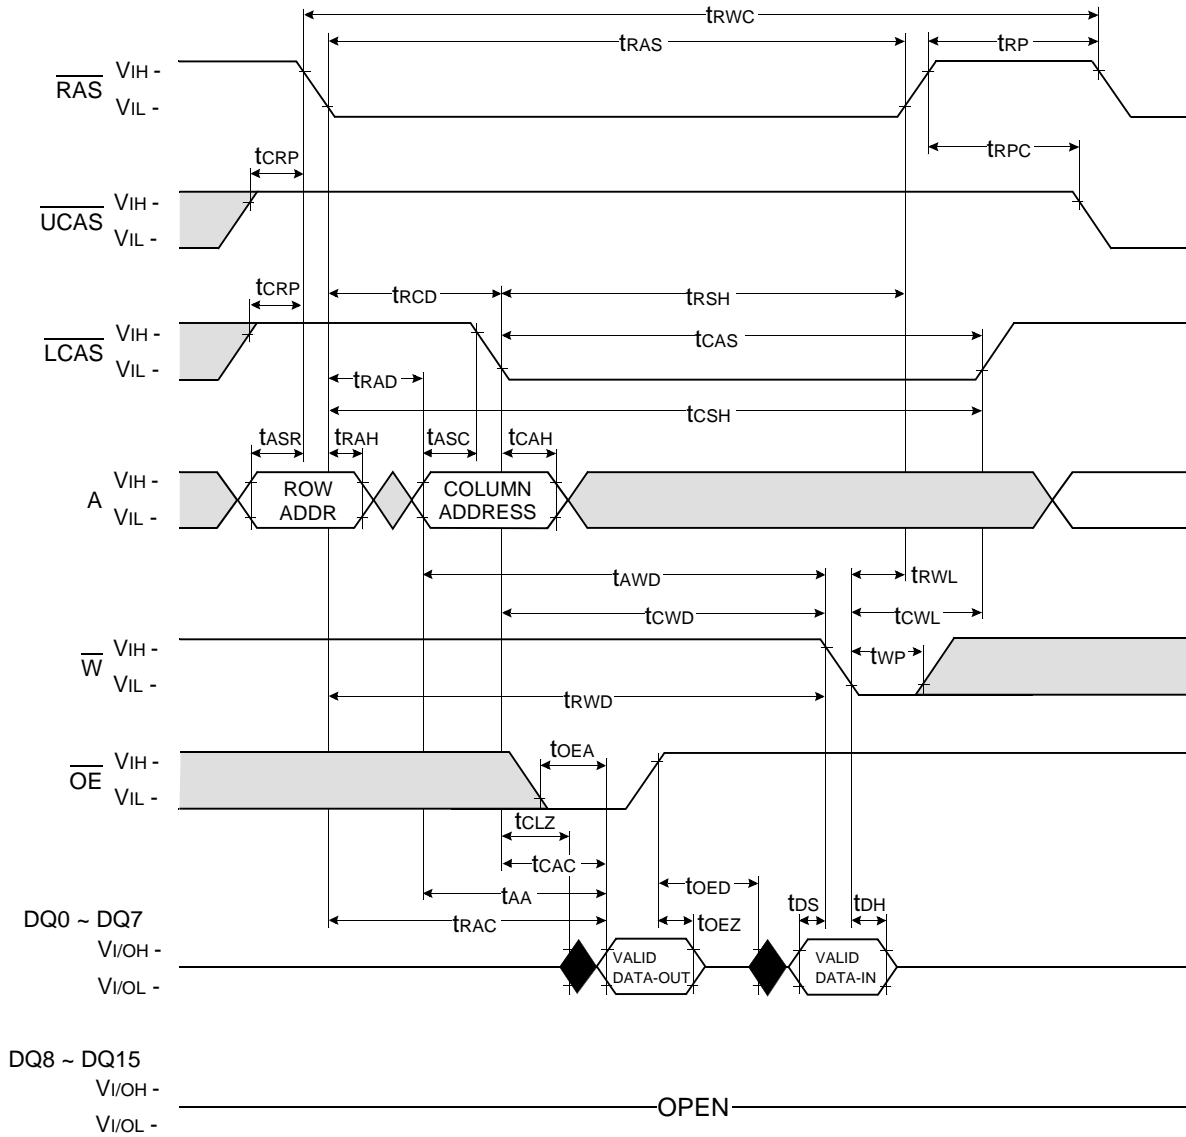 tRWC
tRAS
tRP
RAS
VIH -
VIL -
tRPC
tCRP
UCAS
VIH -
VIL -
tCRP
tRCD
tRSH
LCAS
VIH -
VIL -
tCAS
tRAD
tCSH
tASR
tRAH
tASC
tCAH
A
VIH -
VIL -
ROW
ADDR
COLUMN
ADDRESS
tAWD
tRWL
tCWD
tCWL
W
VIH -
VIL -
tWP
tRWD
OE
VIH -
VIL -
tOEA
tCLZ
tCAC
tAA
tOED
tRAC
tOEZ
tDS
tDH
DQ0 ~ DQ7
VI/OH -
VI/OL -
VALID
DATA-OUT
VALID
DATA-IN
DQ8 ~ DQ15
VI/OH -
VI/OL -
OPEN